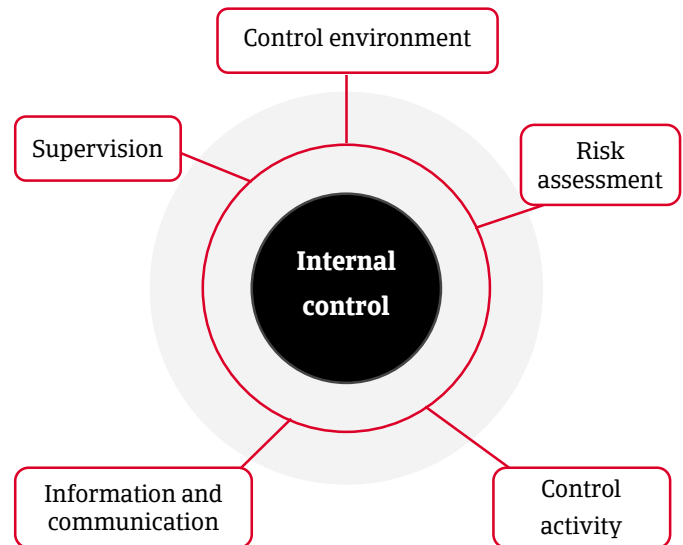 Control environment
Supervision
Risk
assessment
Internal
control
Information and
communication
Control
activity